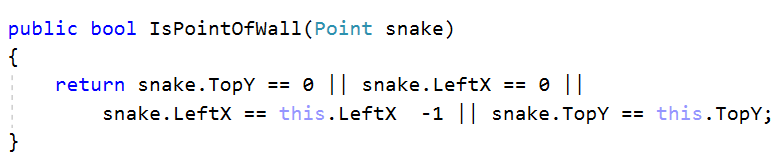 public bool IsPointOfWall(Point snake)
{
    return snake.TopY == 0 || snake.LeftX == 0 ||
        snake.LeftX == this.LeftX  -1 || snake.TopY == this.TopY;
}